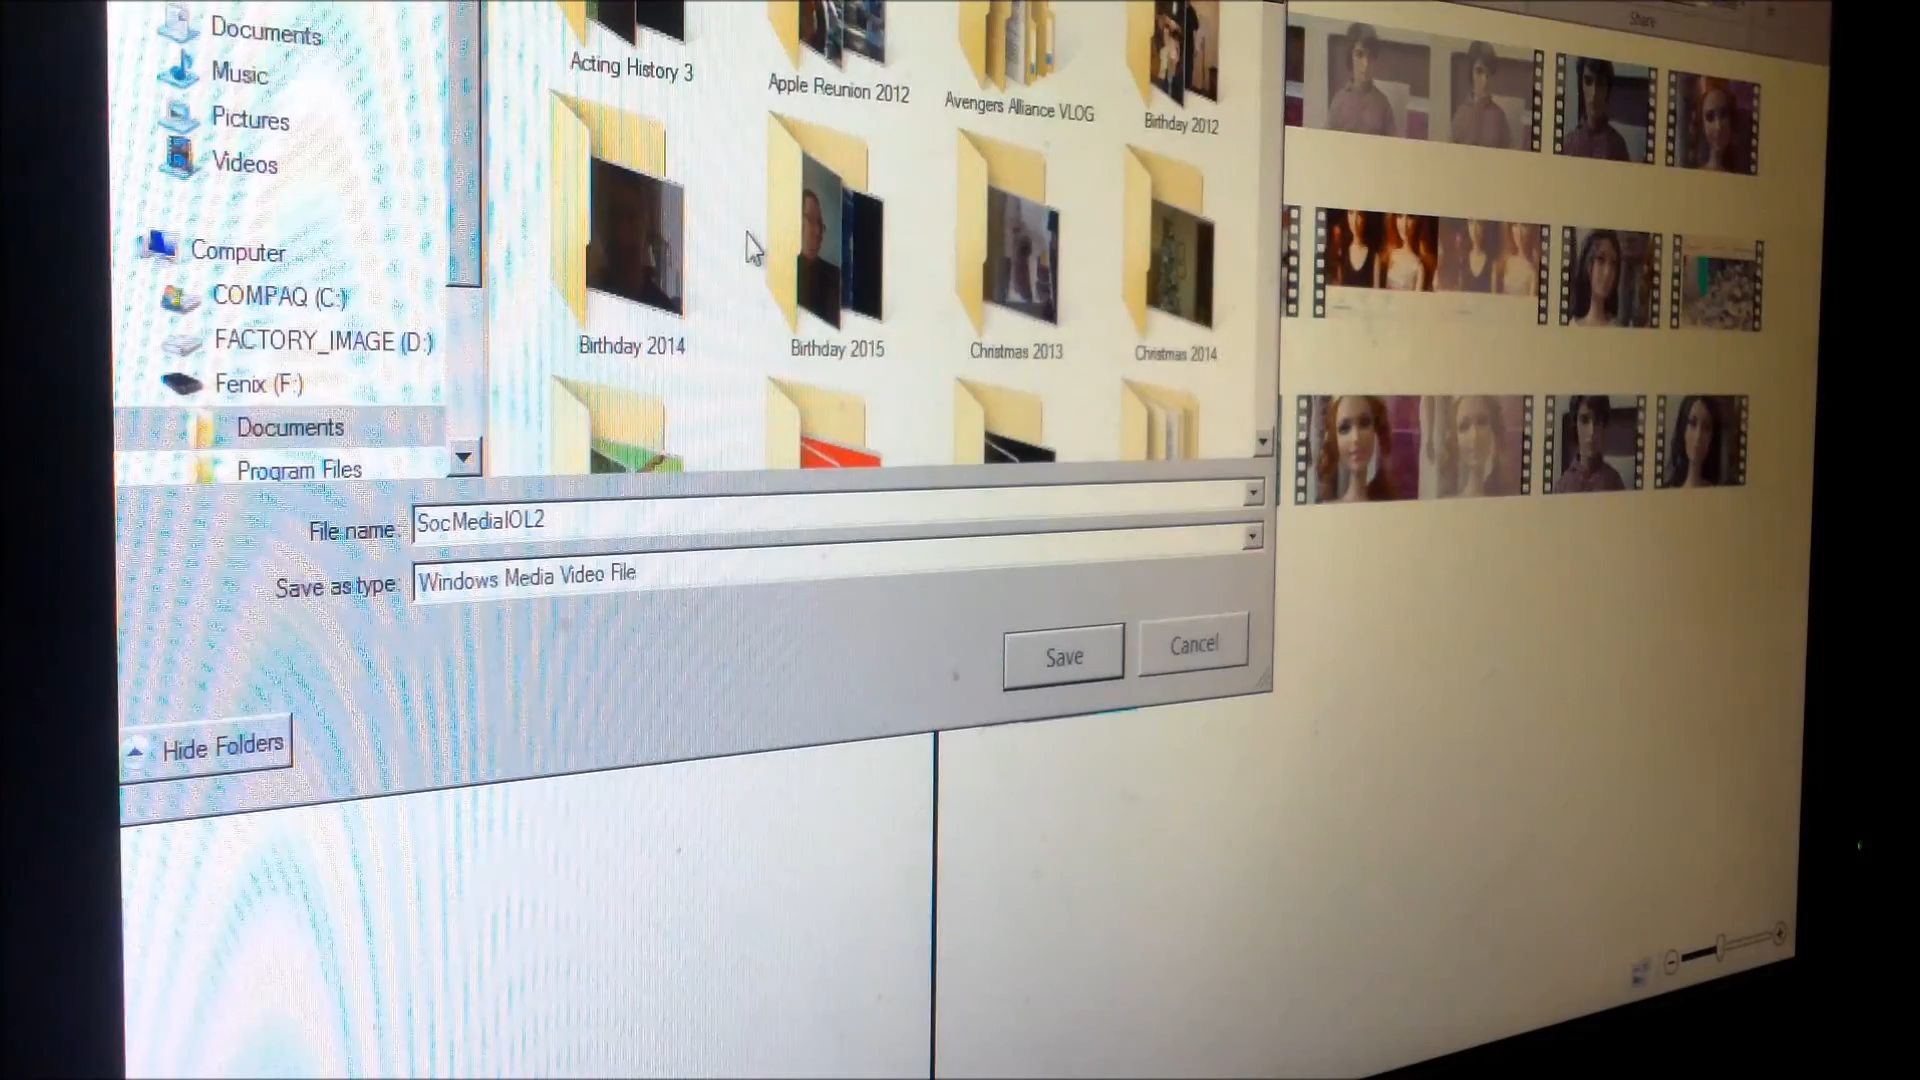 Share
Documents
Music
Pictures
Videos
Computer
COMPAQ (C:)
FACTORY_IMAGE (D:)
Fenix (F:)
Documents
Program Files
Acting History 3
Apple Reunion 2012
Avengers Alliance VLOG
Birthday 2012
Birthday 2014
Birthday 2015
Christmas 2013
Christmas 2014
File name: SocMediaIOL2
Save as type: Windows Media Video File
Save
Cancel
Hide Folders